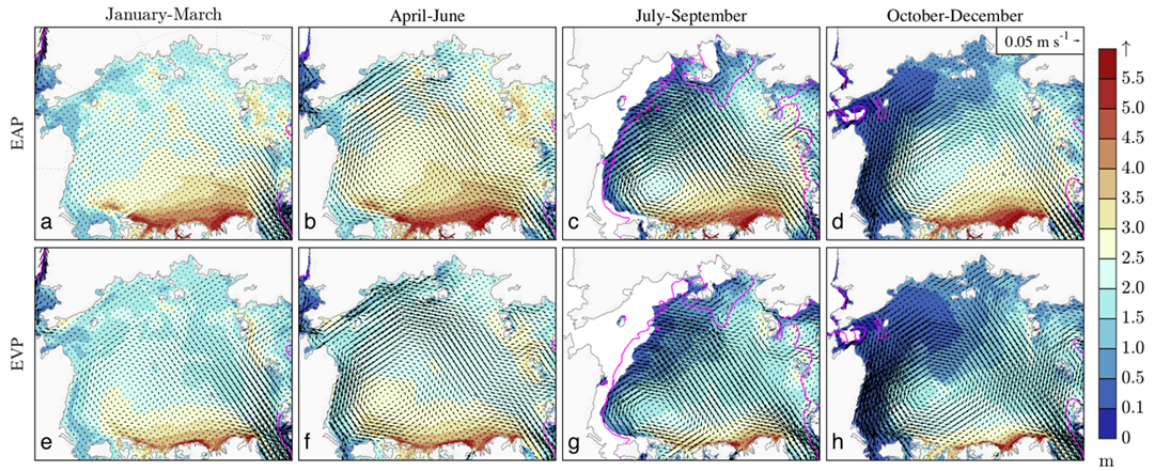 January-March April-June July-September October-December
0.05 m s⁻¹
70°
EAP
a b c d
EVP
e f g h
↑
5.5
5.0
4.5
4.0
3.5
3.0
2.5
2.0
1.5
1.0
0.5
0.1
0
m